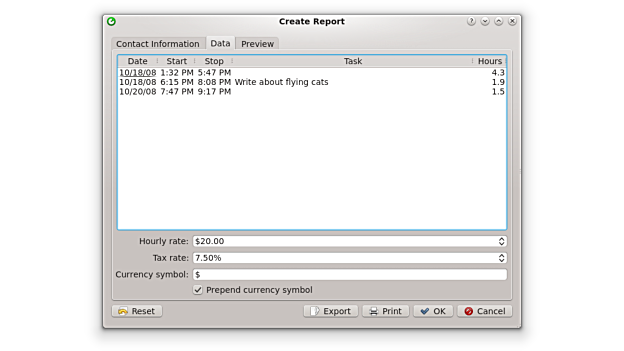 Create Report
Contact Information Data Preview
Date Start Stop Task Hours
10/18/08 1:32 PM 5:47 PM 4.3
10/18/08 6:15 PM 8:08 PM Write about flying cats 1.9
10/20/08 7:47 PM 9:17 PM 1.5
Hourly rate: $20.00
Tax rate: 7.50%
Currency symbol: $
Prepend currency symbol
Reset Export Print OK Cancel